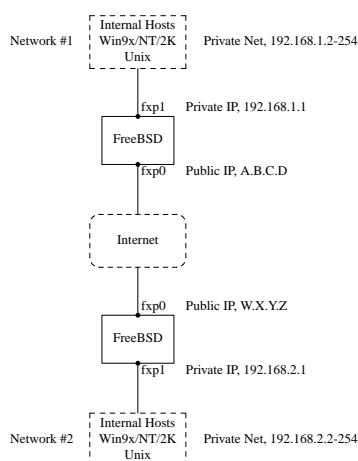 Internal Hosts
Network #1 Win9x/NT/2K Private Net, 192.168.1.2-254
Unix
fxp1 Private IP, 192.168.1.1
FreeBSD
fxp0 Public IP, A.B.C.D
Internet
fxp0 Public IP, W.X.Y.Z
FreeBSD
fxp1 Private IP, 192.168.2.1
Internal Hosts
Network #2 Win9x/NT/2K Private Net, 192.168.2.2-254
Unix